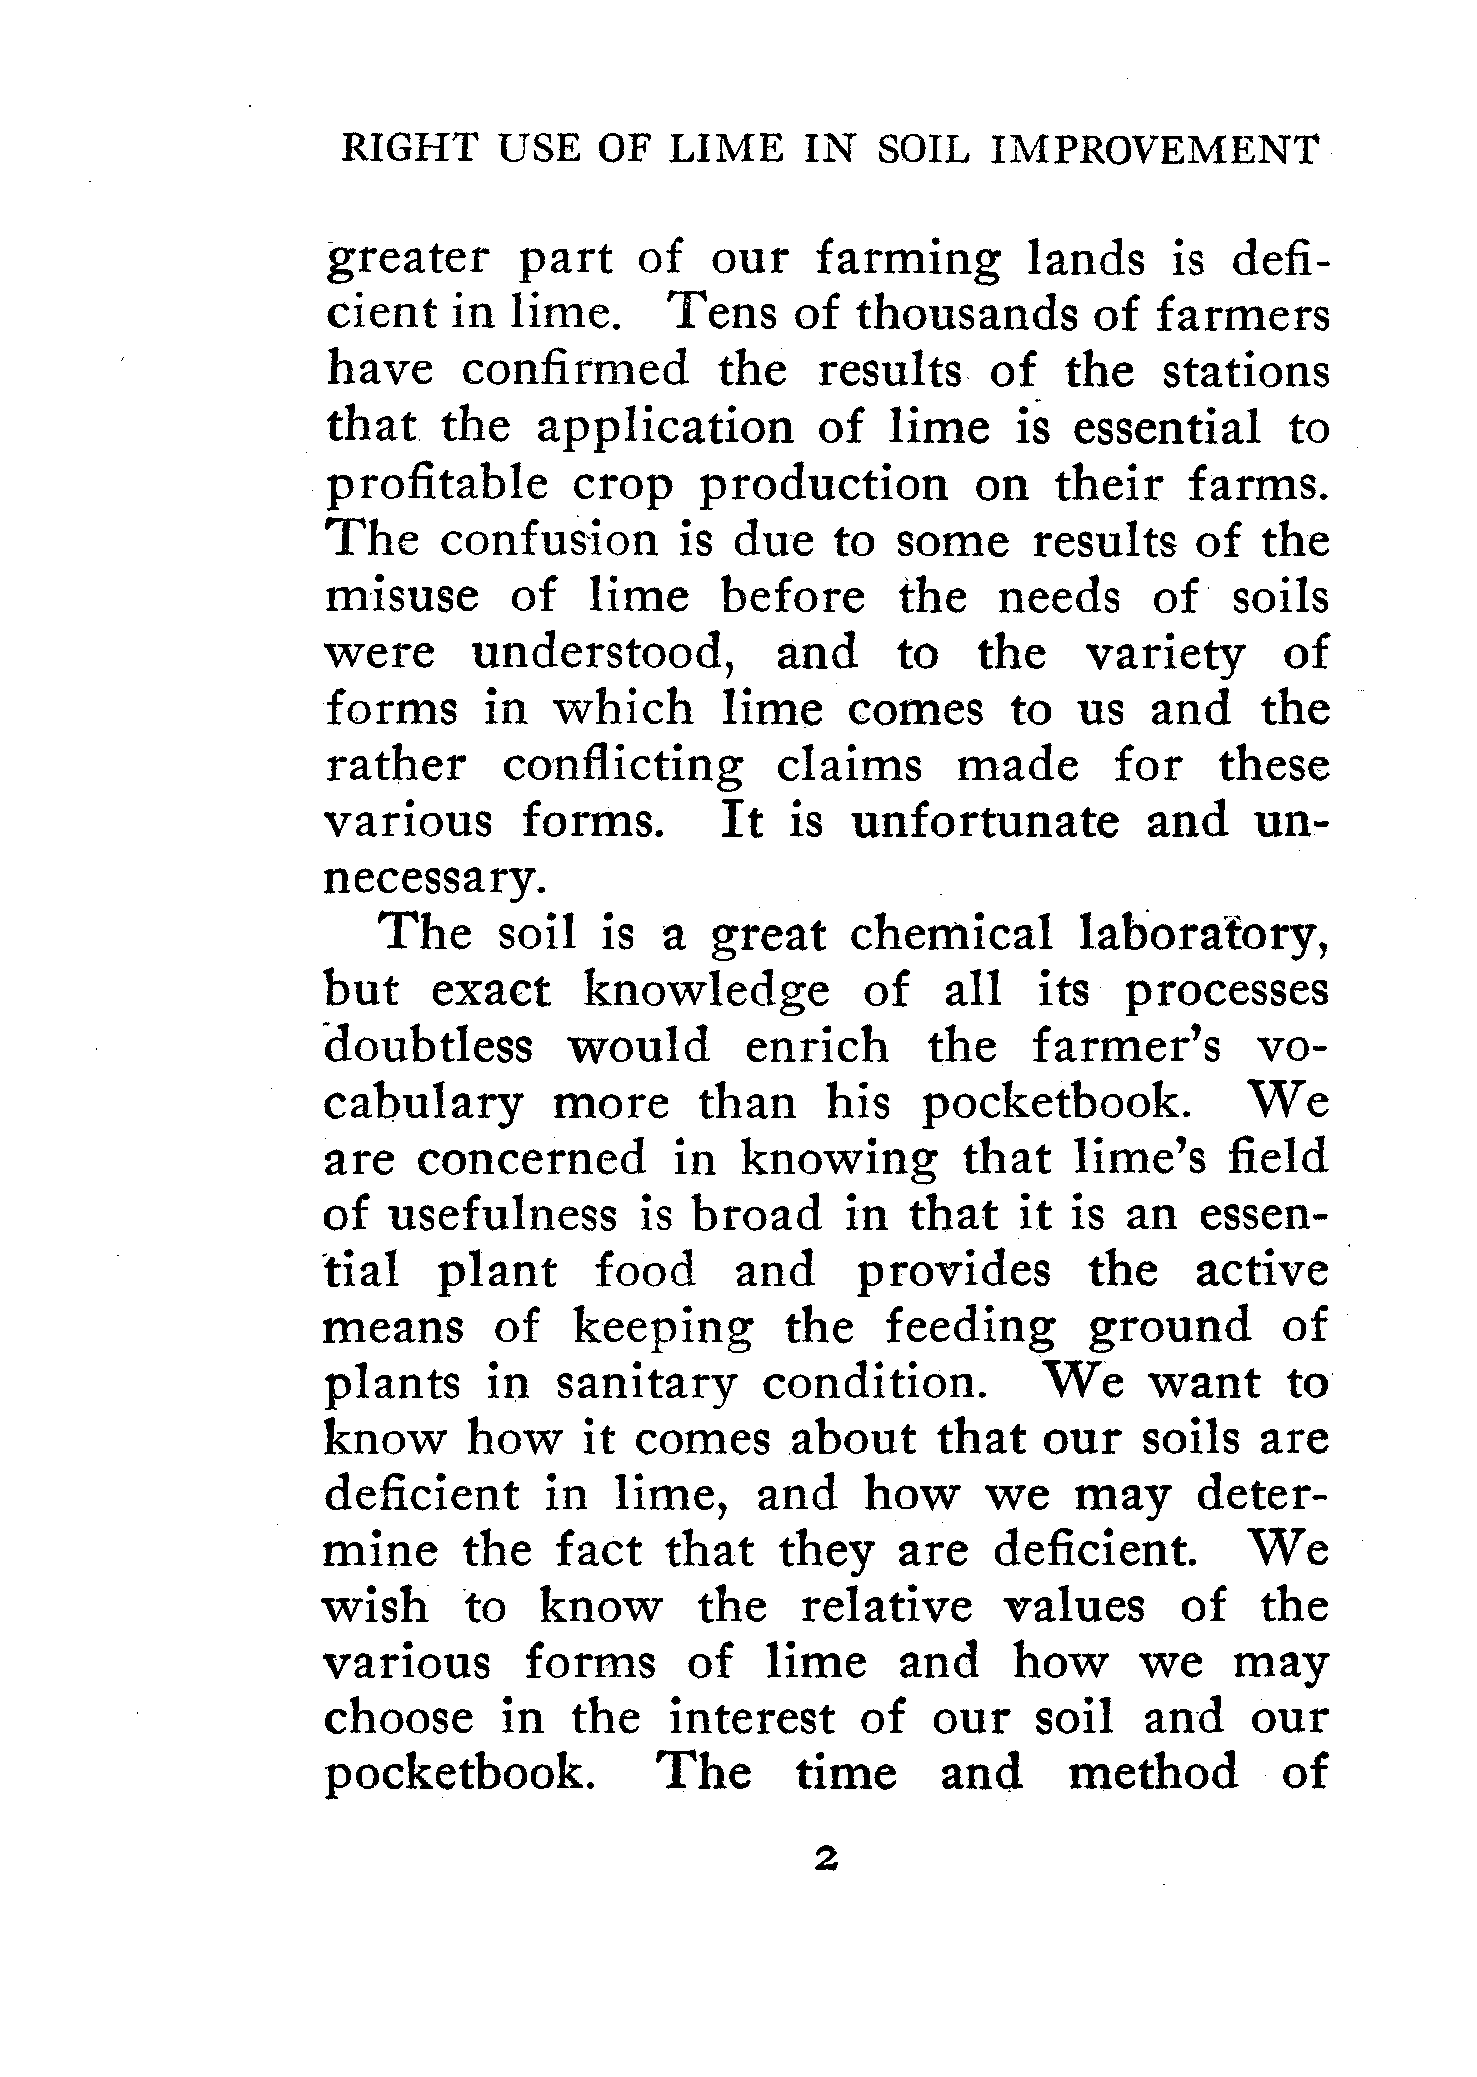 RIGHT USE OF LIME IN SOIL IMPROVEMENT
greater part of our farming lands is defi-
cient in lime. Tens of thousands of farmers
have confirmed the results of the stations
that the application of lime is essential to
profitable crop production on their farms.
The confusion is due to some results of the
misuse of lime before the needs of soils
were understood, and to the variety of
forms in which lime comes to us and the
rather conflicting claims made for these
various forms. It is unfortunate and un-
necessary.
The soil is a great chemical laboratory,
but exact knowledge of all its processes
doubtless would enrich the farmer's vo-
cabulary more than his pocketbook. We
are concerned in knowing that lime's field
of usefulness is broad in that it is an essen-
tial plant food and provides the active
means of keeping the feeding ground of
plants in sanitary condition. We want to
know how it comes about that our soils are
deficient in lime, and how we may deter-
mine the fact that they are deficient. We
wish to know the relative values of the
various forms of lime and how we may
choose in the interest of our soil and our
pocketbook. The time and method of
2